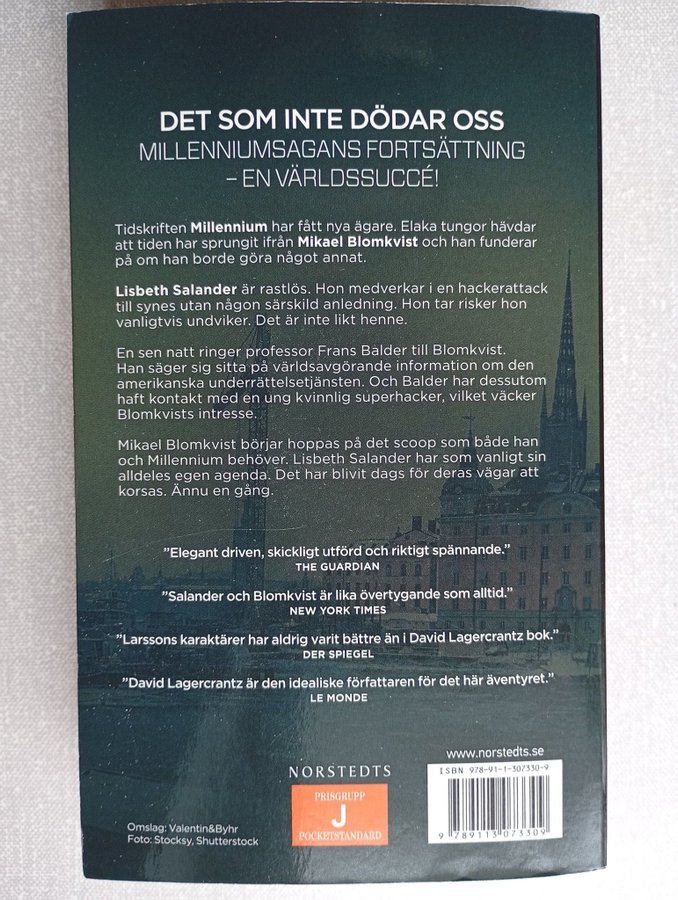 DET SOM INTE DÖDAR OSS
MILLENNIUMSAGANS FORTSÄTTNING
– EN VÄRLDSSUCCÉ!
Tidskriften Millennium har fått nya ägare. Elaka tungor hävdar
att tiden har sprungit ifrån Mikael Blomkvist och han funderar
på om han borde göra något annat.
Lisbeth Salander är rastlös. Hon medverkar i en hackerattack
till synes utan någon särskild anledning. Hon tar risker hon
vanligtvis undviker. Det är inte likt henne.
En sen natt ringer professor Frans Balder till Blomkvist.
Han säger sig sitta på världsavgörande information om den
amerikanska underrättelsetjänsten. Och Balder har dessutom
haft kontakt med en ung kvinnlig superhacker, vilket väcker
Blomkvists intresse.
Mikael Blomkvist börjar hoppas på det scoop som både han
och Millennium behöver. Lisbeth Salander har som vanligt sin
alldeles egen agenda. Det har blivit dags för deras vägar att
korsas. Ännu en gång.
”Elegant driven, skickligt utförd och riktigt spännande.”
THE GUARDIAN
”Salander och Blomkvist är lika övertygande som alltid.”
NEW YORK TIMES
”Larssons karaktärer har aldrig varit bättre än i David Lagercrantz bok.”
DER SPIEGEL
”David Lagercrantz är den idealiske författaren för det här äventyret.”
LE MONDE
www.norstedts.se
NORSTEDTS
ISBN 978-91-1-307330-9
PRISGRUPP
J
POCKETSTANDARD
9 789113 073309
Omslag: Valentin&Byhr
Foto: Stocksy, Shutterstock